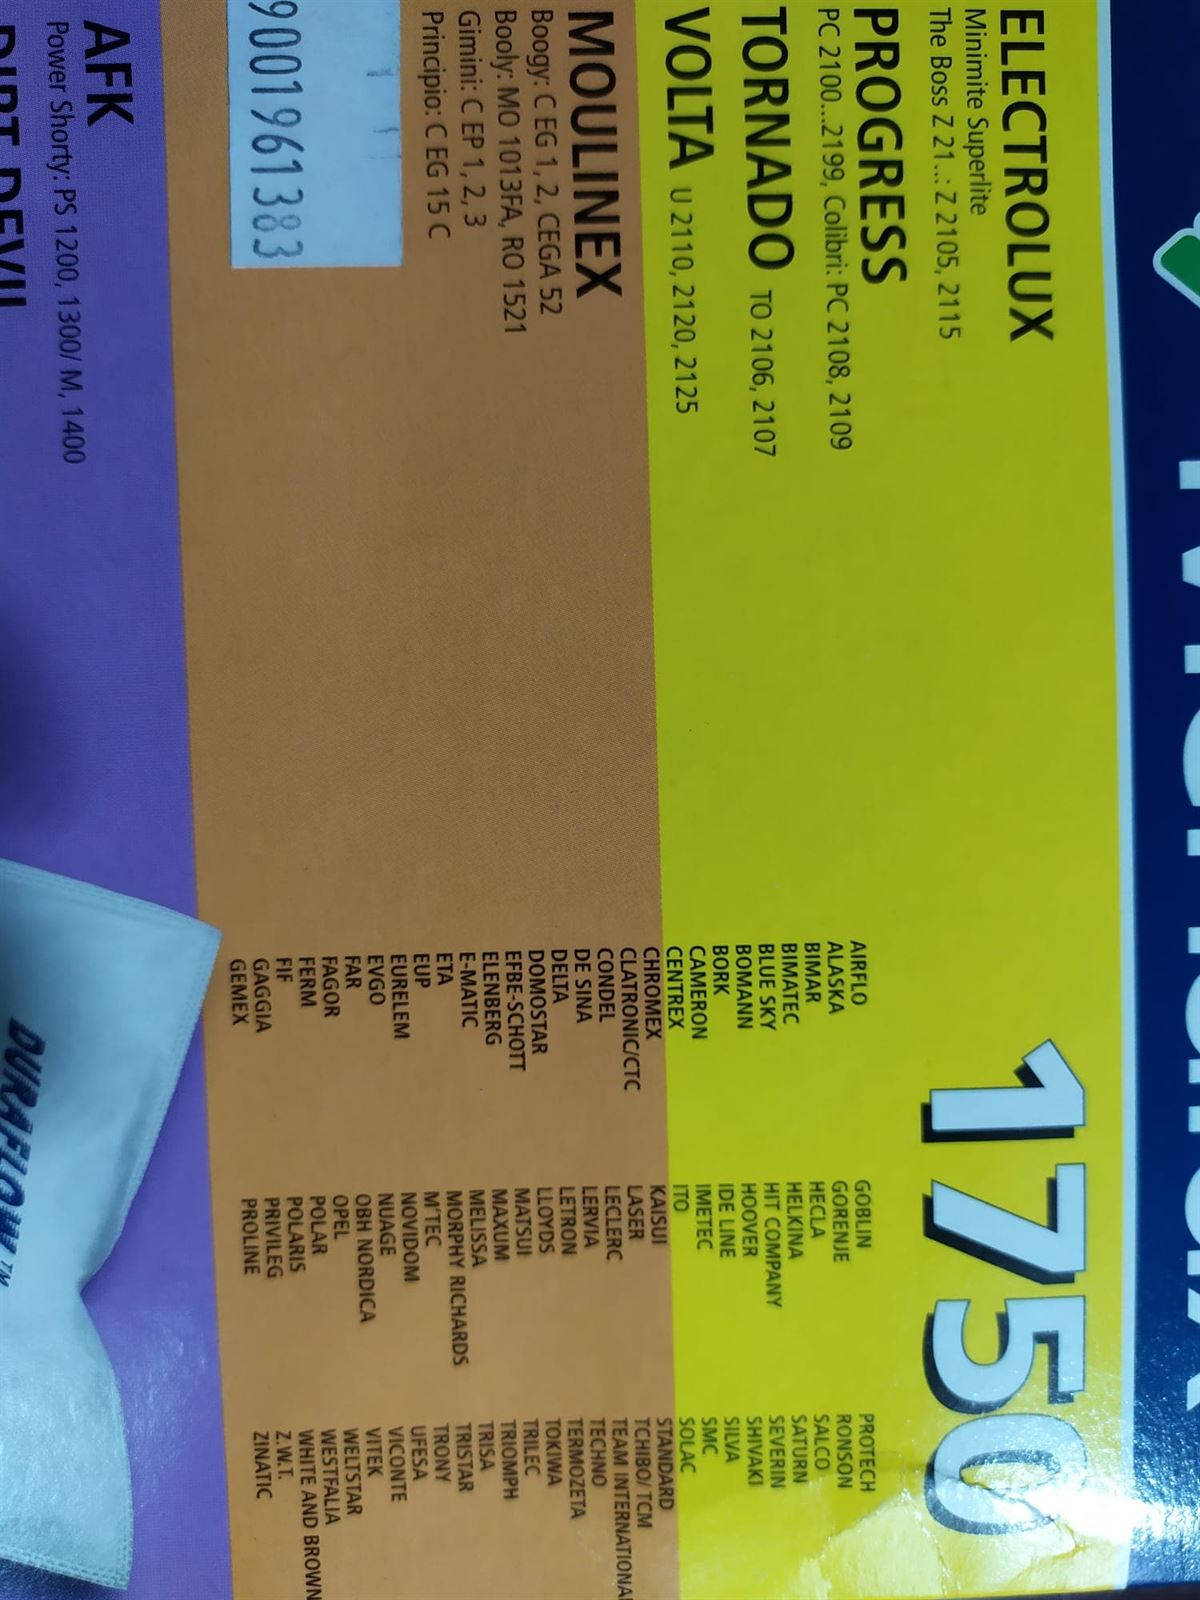 1750
ELECTROLUX
Minimite Superlite
The Boss Z 21...: Z 2105, 2115
PROGRESS
PC 2100...2199, Colibri: PC 2108, 2109
TORNADO TO 2106, 2107
VOLTA U 2110, 2120, 2125
MOULINEX
Boogy: C EG 1, 2, CEGA 52
Booly: MO 1013FA, RO 1521
Gimini: C EP 1, 2, 3
Principio: C EG 15 C
9001961383
AFK
Power Shorty: PS 1200, 1300/ M, 1400
DIRT DEVIL
AIRFLO
ALASKA
BIMAR
BIMATEC
BLUE SKY
BOMANN
BORK
CAMERON
CENTREX
CHROMEX
CLATRONIC/CTC
CONDEL
DE SINA
DELTA
DOMOSTAR
EFBE-SCHOTT
ELENBERG
E-MATIC
ETA
EUP
EURELEM
EVGO
FAR
FAGOR
FERM
FIF
GAGGIA
GEMEX
GOBLIN
GORENJE
HECLA
HELKINA
HIT COMPANY
HOOVER
IDE LINE
IMETEC
ITO
KAISUI
LASER
LECLERC
LERVIA
LETRON
LLOYDS
MATSUI
MAXUM
MELISSA
MORPHY RICHARDS
M'TEC
NOVIDOM
NUAGE
OBH NORDICA
OPEL
POLAR
POLARIS
PRIVILEG
PROLINE
PROTECH
RONSON
SALCO
SATURN
SEVERIN
SHIVAKI
SILVA
SMC
SOLAC
STANDARD
TCHIBO/TCM
TEAM INTERNATIONAL
TECHNO
TERMOZETA
TOKIWA
TRILEC
TRIOMPH
TRISA
TRISTAR
TRONY
UFESA
VICONTE
VITEK
WELTSTAR
WESTFALIA
WHITE AND BROWN
Z.W.T.
ZINATIC
DURAFLOW™